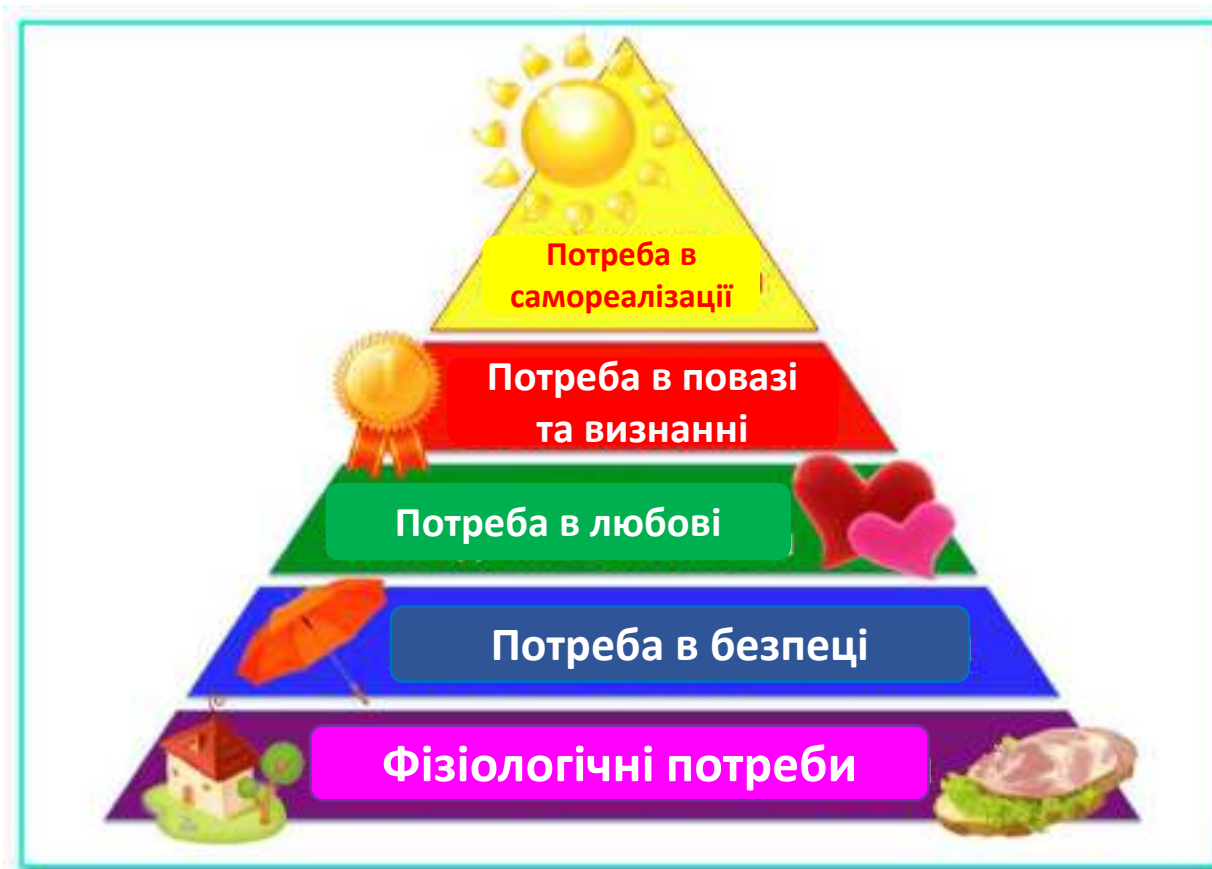 Потреба в
самореалізації
Потреба в повазі
та визнанні
Потреба в любові
Потреба в безпеці
Фізіологічні потреби